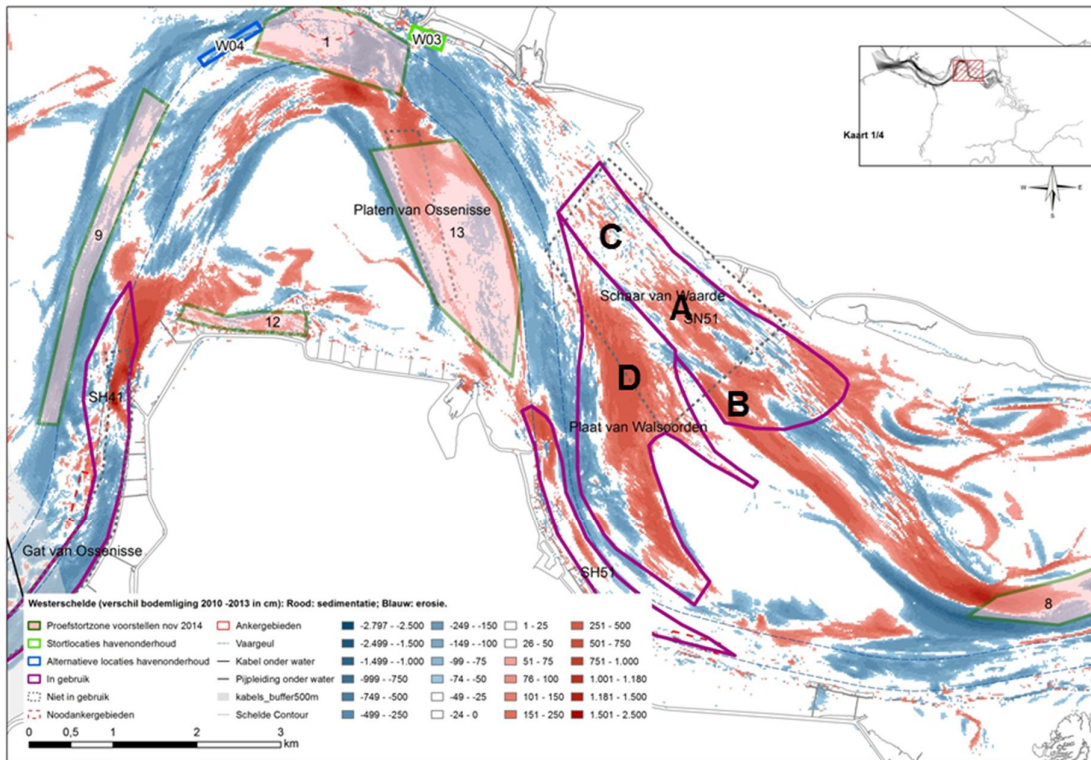 W04
1
W03
Kaart 1/4
N
W
E
S
C
Platen van Ossenisse
13
9
Schaar van Waarde
A
SN51
12
D
SH41
B
Plaat van Walsoorden
Gat van Ossenisse
SH51
8
Westerschelde (verschil bodemliging 2010 -2013 in cm): Rood: sedimentatie; Blauw: erosie.
Proefstortzone voorstellen nov 2014
Stortlocaties havenonderhoud
Alternatieve locaties havenonderhoud
In gebruik
Niet in gebruik
Noodankergebieden
Ankergebieden
Vaargeul
Kabel onder water
Pijpleiding onder water
kabels_buffer500m
Schelde Contour
-2.797 - -2.500
-2.499 - -1.500
-1.499 - -1.000
-999 - -750
-749 - -500
-499 - -250
-249 - -150
-149 - -100
-99 - -75
-74 - -50
-49 - -25
-24 - 0
1 - 25
26 - 50
51 - 75
76 - 100
101 - 150
151 - 250
251 - 500
501 - 750
751 - 1.000
1.001 - 1.180
1.181 - 1.500
1.501 - 2.500
0 0,5 1 2 3
km